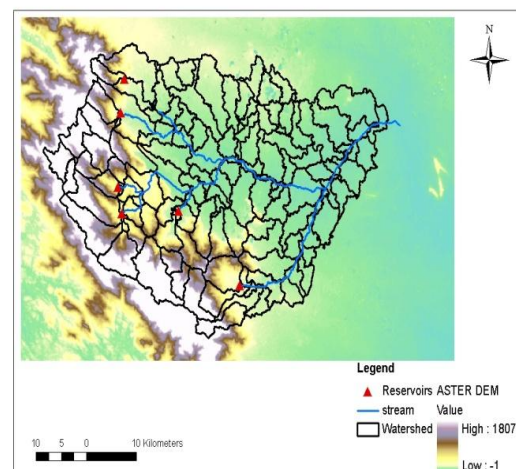 N
Legend
Reservoirs ASTER DEM
stream Value
Watershed High : 1807
Low : -1
10 5 0 10 Kilometers